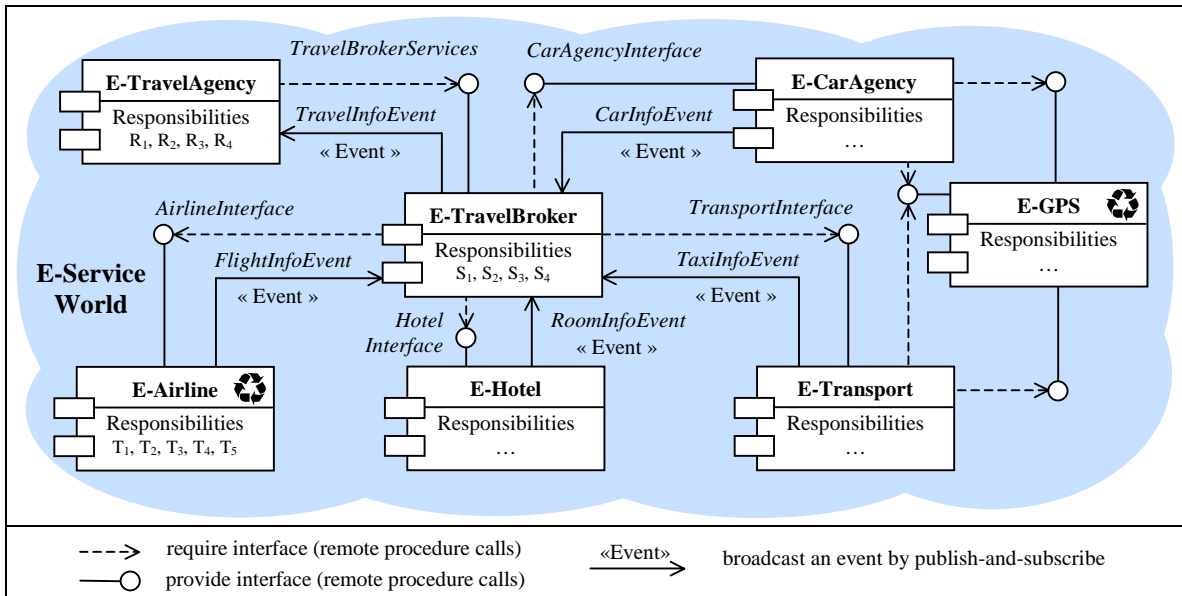 TravelBrokerServices
CarAgencyInterface
E-TravelAgency
Responsibilities
R1, R2, R3, R4
TravelInfoEvent
« Event »
CarInfoEvent
« Event »
E-CarAgency
Responsibilities
…
AirlineInterface
E-TravelBroker
Responsibilities
S1, S2, S3, S4
TransportInterface
E-GPS
Responsibilities
…
E-Service
World
FlightInfoEvent
« Event »
TaxiInfoEvent
« Event »
Hotel
Interface
RoomInfoEvent
« Event »
E-Airline
Responsibilities
T1, T2, T3, T4, T5
E-Hotel
Responsibilities
…
E-Transport
Responsibilities
…
require interface (remote procedure calls)
provide interface (remote procedure calls)
«Event»
broadcast an event by publish-and-subscribe